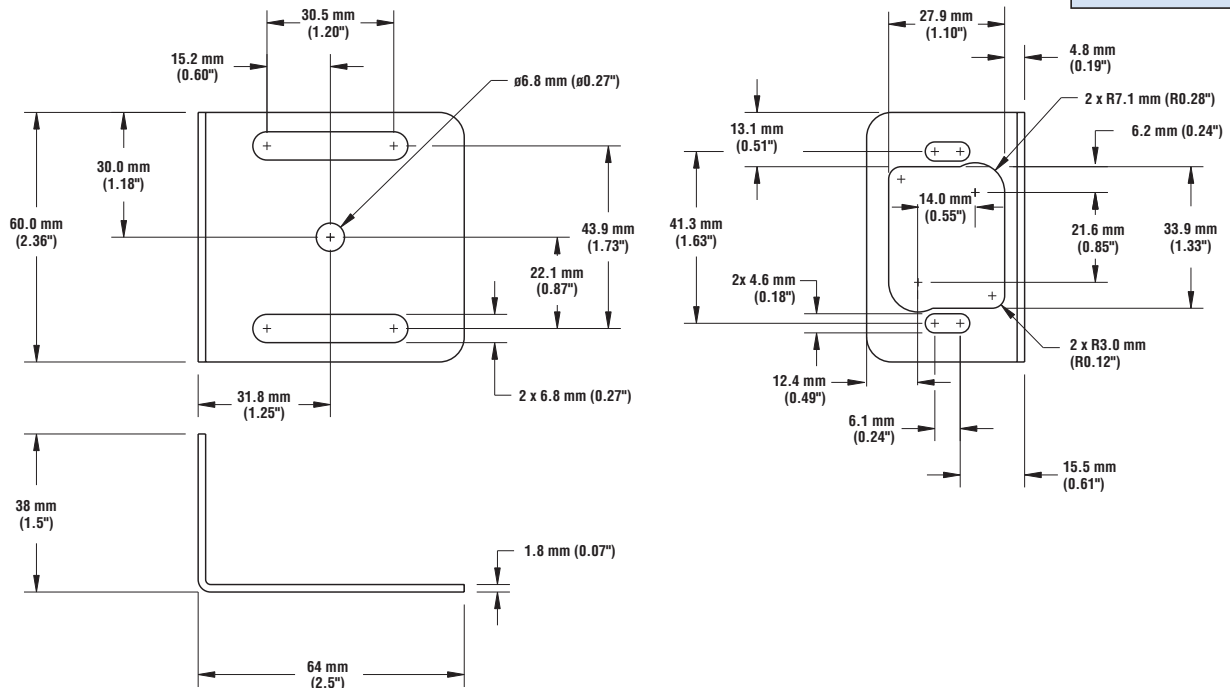 30.5 mm
(1.20")
15.2 mm
(0.60")
ø6.8 mm (ø0.27")
30.0 mm
(1.18")
60.0 mm
(2.36")
43.9 mm
(1.73")
22.1 mm
(0.87")
31.8 mm
(1.25")
2 x 6.8 mm (0.27")
38 mm
(1.5")
1.8 mm (0.07")
64 mm
(2.5")
27.9 mm
(1.10")
4.8 mm
(0.19")
2 x R7.1 mm (R0.28")
13.1 mm
(0.51")
6.2 mm (0.24")
14.0 mm
(0.55")
41.3 mm
(1.63")
21.6 mm
(0.85")
33.9 mm
(1.33")
2x 4.6 mm
(0.18")
2 x R3.0 mm
(R0.12")
12.4 mm
(0.49")
6.1 mm
(0.24")
15.5 mm
(0.61")